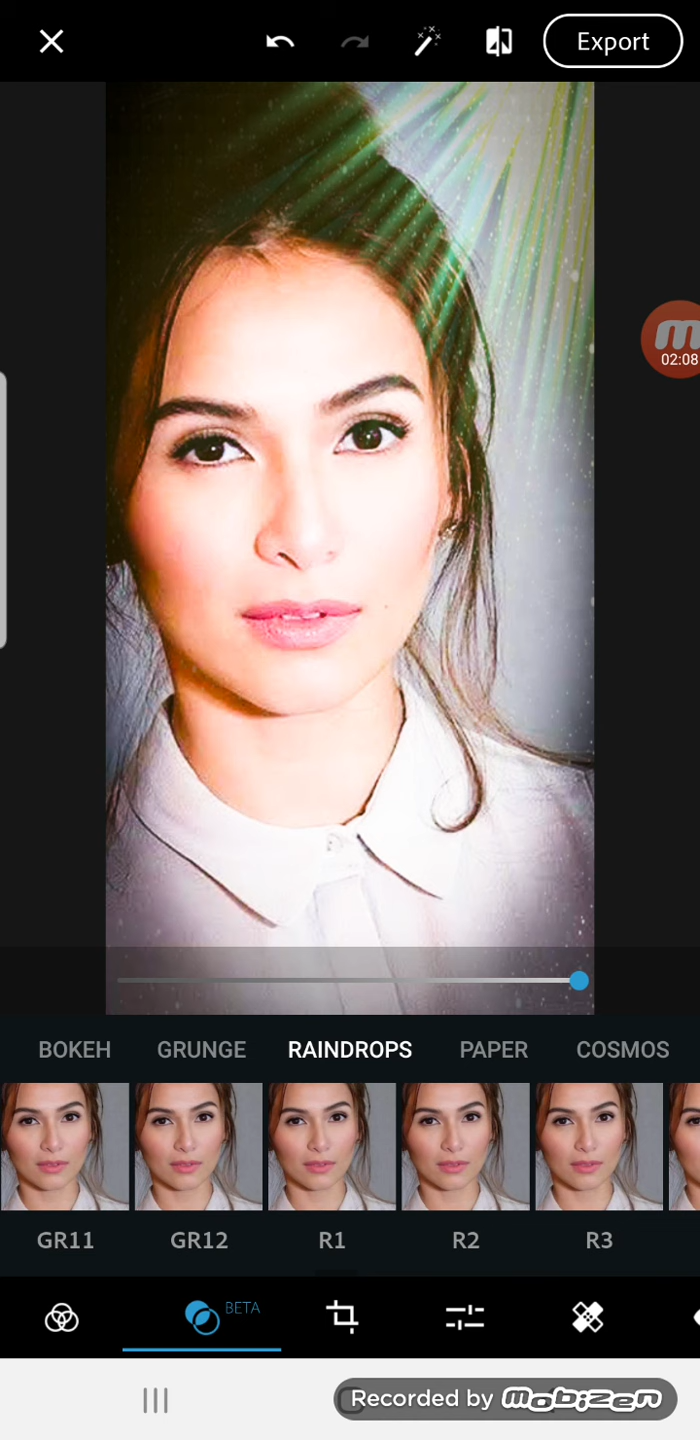 Export
02:08
BOKEH GRUNGE RAINDROPS PAPER COSMOS
GR11 GR12 R1 R2 R3
BETA
Recorded by mobizen